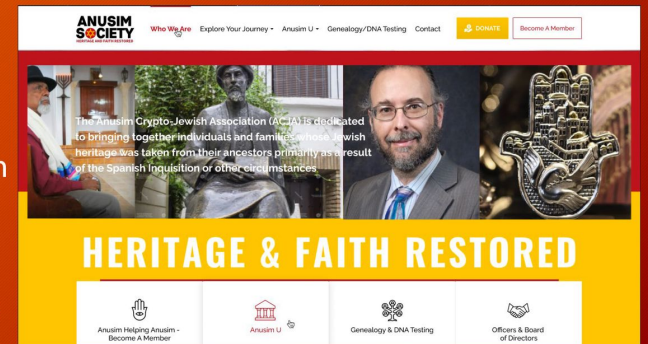 ANUSIM
SOCIETY
HERITAGE AND FAITH RESTORED
Who We Are Explore Your Journey Anusim U Genealogy/DNA Testing Contact DONATE Become A Member
The Anusim Crypto-Jewish Association (ACJA) is dedicated
to bringing together individuals and families whose Jewish
heritage was taken from their ancestors primarily as a result
of the Spanish Inquisition or other circumstances
n
HERITAGE & FAITH RESTORED
Anusim Helping Anusim -
Become A Member
Anusim U
Genealogy & DNA Testing
Officers & Board
of Directors